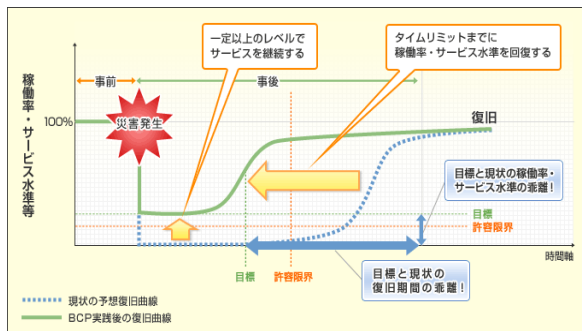 一定以上のレベルで
サービスを継続する
タイムリミットまでに
稼働率・サービス水準を回復する
事前
事後
稼働率・サービス水準等
100%
災害発生
復旧
目標と現状の稼働率・
サービス水準の乖離!
目標
許容限界
時間軸
目標
許容限界
目標と現状の
復旧期間の乖離!
現状の予想復旧曲線
BCP実践後の復旧曲線